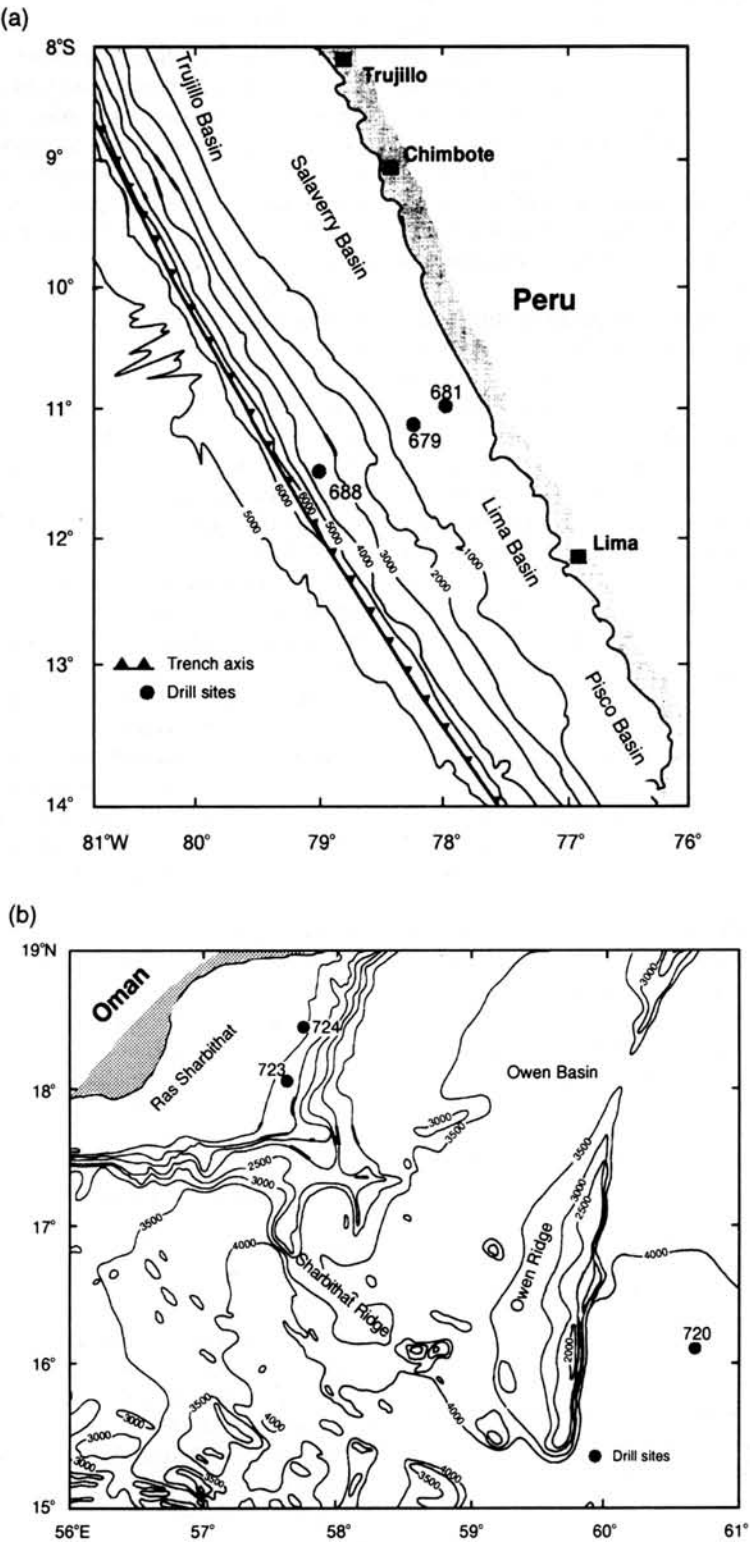 (a)
8°S
9°
10°
11°
12°
13°
14°
81°W
80°
79°
78°
77°
76°
Trujillo Basin
Trujillo
Salaverry Basin
Chimbote
Peru
681
679
688
6000
6000
5000
4000
3000
2000
1000
5000
Lima Basin
Lima
Pisco Basin
Trench axis
Drill sites
(b)
19°N
18°
17°
16°
15°
56°E
57°
58°
59°
60°
61°
Oman
Ras Sharbithat
724
723
Owen Basin
3000
3000
3500
2500
3000
3500
4000
Sharbithat Ridge
3500
3000
2500
Owen Ridge
2000
4000
720
4000
4000
3500
3000
3000
3000
3500
4000
3500
Drill sites